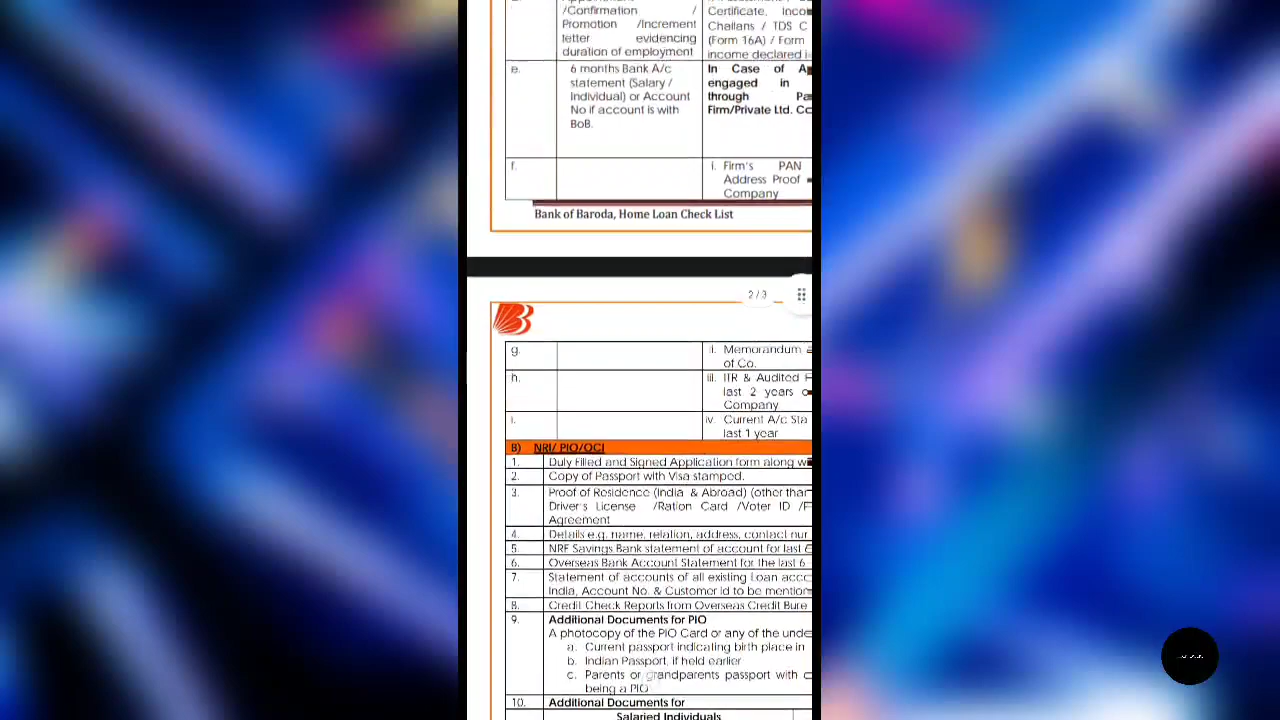 /Confirmation /
Promotion /Increment
letter evidencing
duration of employment
Certificate,
Challans / TDS C
(Form 16A) / Form
income declared
e. 6 months Bank A/c
statement (Salary /
Individual) or Account
No if account is with
BoB.
In Case of
engaged in
through
Firm/Private Ltd.
f. i. Firm's PAN
Address Proof
Company
Bank of Baroda, Home Loan Check List
2/3
g. ii. Memorandum
of Co.
h. iii. ITR & Audited
last 2 years
Company
i. iv. Current A/c Sta
last 1 year
B) NRI/ PIO/OCI
1. Duly Filled and Signed Application form along
2. Copy of Passport with Visa stamped.
3. Proof of Residence (India & Abroad) (other than
Driver's License /Ration Card /Voter ID /
Agreement
4. Details e.g. name, relation, address, contact
5. NRE Savings Bank statement of account for last
6. Overseas Bank Account Statement for the last 6
7. Statement of accounts of all existing Loan
India, Account No. & Customer Id to be
8. Credit Check Reports from Overseas Credit
9. Additional Documents for PIO
A photocopy of the PIO Card or any of the
a. Current passport indicating birth place in
b. Indian Passport, if held earlier
c. Parents or grandparents passport with
being a PIO
10. Additional Documents for
Salaried Individuals